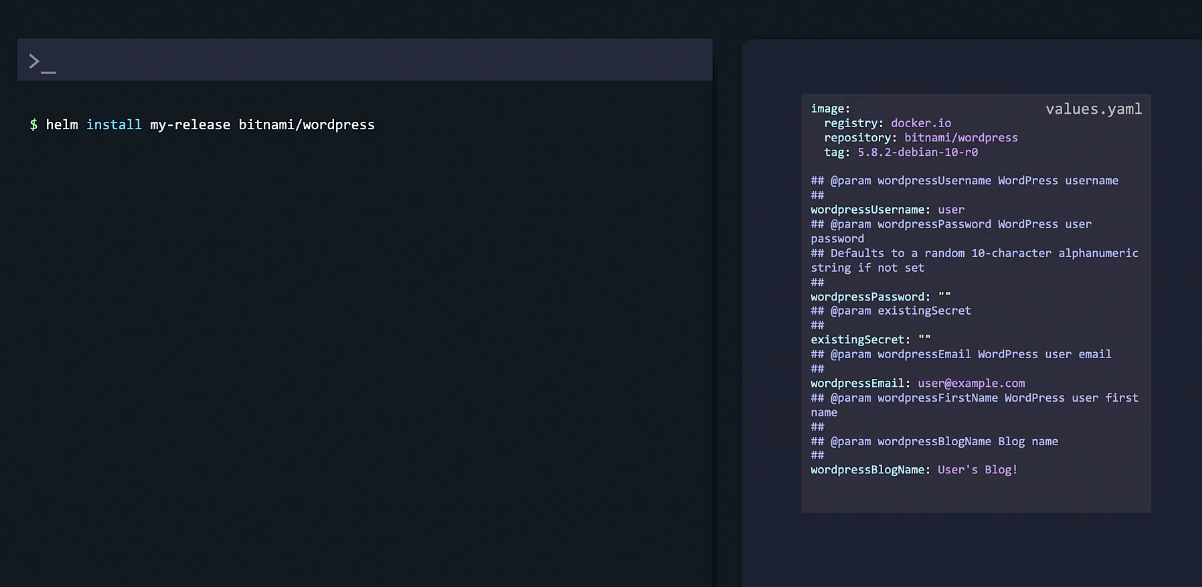 >_
$ helm install my-release bitnami/wordpress
values.yaml
image:
  registry: docker.io
  repository: bitnami/wordpress
  tag: 5.8.2-debian-10-r0

## @param wordpressUsername WordPress username
##
wordpressUsername: user
## @param wordpressPassword WordPress user
password
## Defaults to a random 10-character alphanumeric
string if not set
##
wordpressPassword: ""
## @param existingSecret
##
existingSecret: ""
## @param wordpressEmail WordPress user email
##
wordpressEmail: user@example.com
## @param wordpressFirstName WordPress user first
name
##
## @param wordpressBlogName Blog name
##
wordpressBlogName: User's Blog!